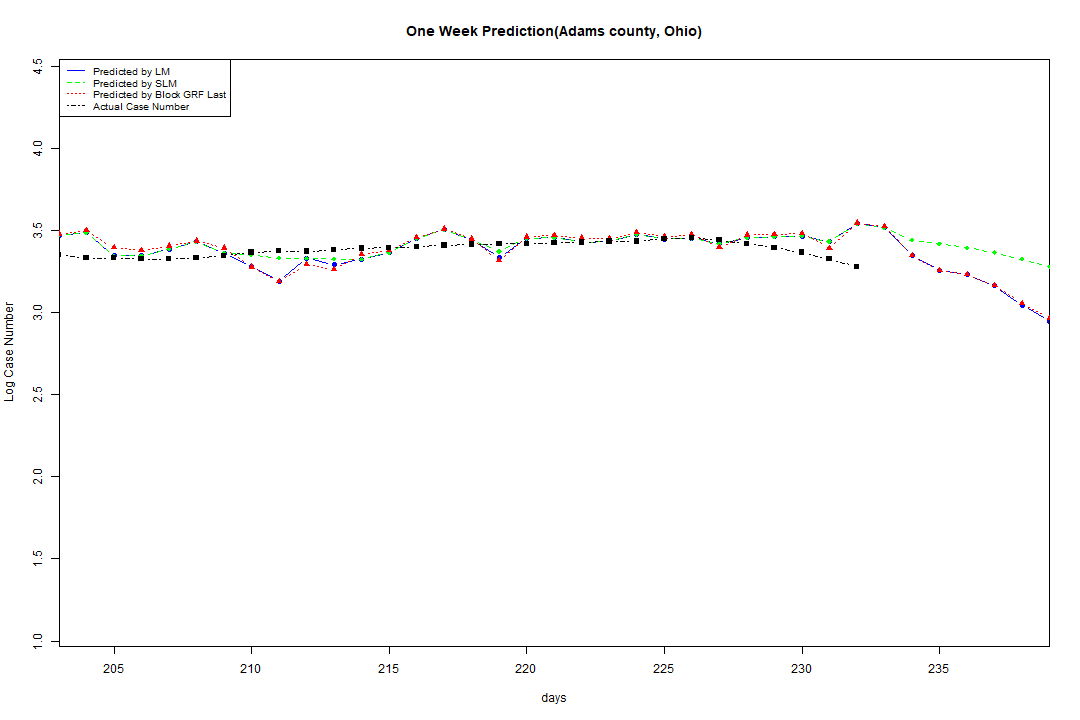 One Week Prediction(Adams county, Ohio)
Predicted by LM
Predicted by SLM
Predicted by Block GRF Last
Actual Case Number
4.5
4.0
3.5
3.0
2.5
2.0
1.5
1.0
Log Case Number
205 210 215 220 225 230 235
days